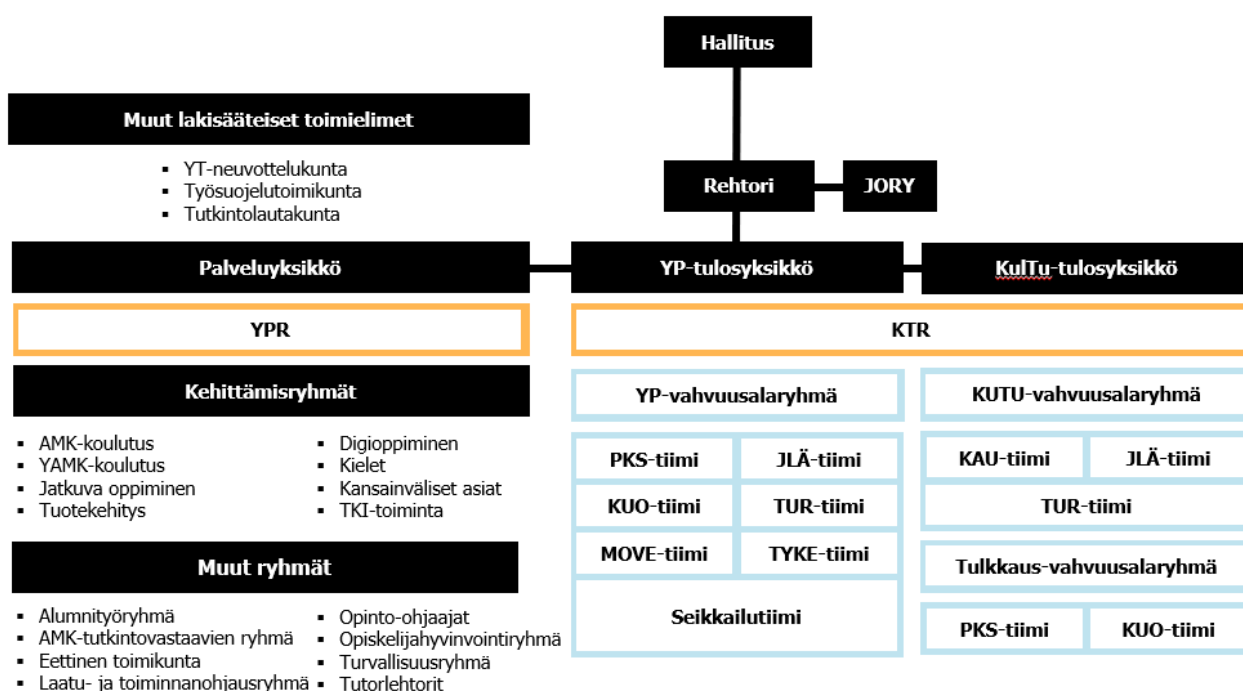 Hallitus
Muut lakisääteiset toimielimet
▪ YT-neuvottelukunta
▪ Työsuojelutoimikunta
▪ Tutkintolautakunta
Rehtori
JORY
Palveluyksikkö
YP-tulosyksikkö
KulTu-tulosyksikkö
YPR
KTR
Kehittämisryhmät
▪ AMK-koulutus
▪ YAMK-koulutus
▪ Jatkuva oppiminen
▪ Tuotekehitys
▪ Digioppiminen
▪ Kielet
▪ Kansainväliset asiat
▪ TKI-toiminta
Muut ryhmät
▪ Alumnityöryhmä
▪ AMK-tutkintovastaavien ryhmä
▪ Eettinen toimikunta
▪ Laatu- ja toiminnanohjausryhmä
▪ Opinto-ohjaajat
▪ Opiskelijahyvinvointiryhmä
▪ Turvallisuusryhmä
▪ Tutorlehtorit
YP-vahvuusalaryhmä
PKS-tiimi
JLÄ-tiimi
KUO-tiimi
TUR-tiimi
MOVE-tiimi
TYKE-tiimi
Seikkailutiimi
KUTU-vahvuusalaryhmä
KAU-tiimi
JLÄ-tiimi
TUR-tiimi
Tulkkaus-vahvuusalaryhmä
PKS-tiimi
KUO-tiimi